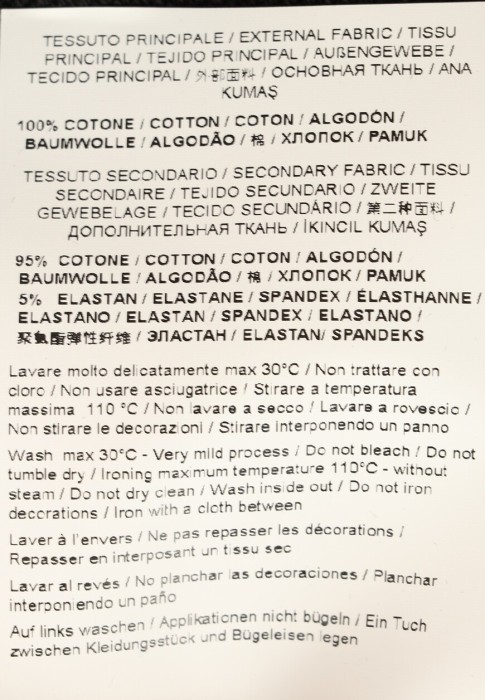 TESSUTO PRINCIPALE / EXTERNAL FABRIC / TISSU
PRINCIPAL / TEJIDO PRINCIPAL / AUßENGEWEBE /
TECIDO PRINCIPAL / 外部面料 / ОСНОВНАЯ ТКАНЬ / ANA
KUMAŞ
100% COTONE / COTTON / COTON / ALGODÓN /
BAUMWOLLE / ALGODÃO / 棉 / ХЛОПОК / PAMUK
TESSUTO SECONDARIO / SECONDARY FABRIC / TISSU
SECONDAIRE / TEJIDO SECUNDARIO / ZWEITE
GEWEBELAGE / TECIDO SECUNDÁRIO / 第二种面料 /
ДОПОЛНИТЕЛЬНАЯ ТКАНЬ / İKINCIL KUMAŞ
95% COTONE / COTTON / COTON / ALGODÓN /
BAUMWOLLE / ALGODÃO / 棉 / ХЛОПОК / PAMUK
5% ELASTAN / ELASTANE / SPANDEX / ÉLASTHANNE /
ELASTANO / ELASTAN / SPANDEX / ELASTANO /
聚氨酯弹性纤维 / ЭЛАСТАН / ELASTAN/ SPANDEKS
Lavare molto delicatamente max 30°C / Non trattare con
cloro / Non usare asciugatrice / Stirare a temperatura
massima 110 °C / Non lavare a secco / Lavare a rovescio /
Non stirare le decorazioni / Stirare interponendo un panno
Wash max 30°C - Very mild process / Do not bleach / Do not
tumble dry / Ironing maximum temperature 110°C - without
steam / Do not dry clean / Wash inside out / Do not iron
decorations / Iron with a cloth between
Laver à l'envers / Ne pas repasser les décorations /
Repasser en interposant un tissu sec
Lavar al revés / No planchar las decoraciones / Planchar
interponiendo un paño
Auf links waschen / Applikationen nicht bügeln / Ein Tuch
zwischen Kleidungsstück und Bügeleisen legen